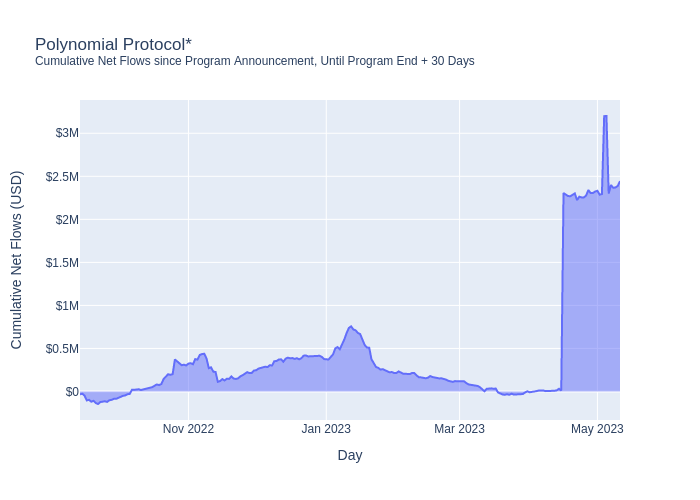 Polynomial Protocol*
Cumulative Net Flows since Program Announcement, Until Program End + 30 Days
Cumulative Net Flows (USD)
$3M
$2.5M
$2M
$1.5M
$1M
$0.5M
$0
Nov 2022
Jan 2023
Mar 2023
May 2023
Day